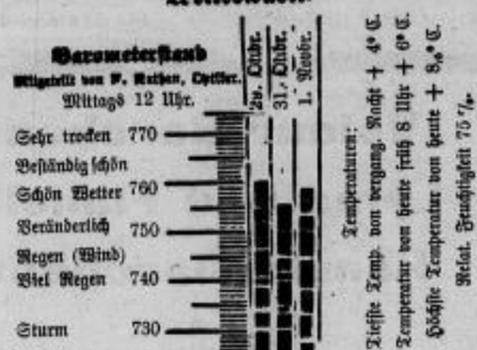 Barometerstand
Mitgeteilt von N. Nathan, Optiker.
Mittags 12 Uhr.
29. Oktbr.
31. Oktbr.
1. Novbr.
Sehr trocken 770
Beständig schön
Schön Wetter 760
Veränderlich 750
Regen (Wind)
Viel Regen 740
Sturm 730
Temperaturen:
Tiefste Temp. von vergang. Nacht + 4° C.
Temperatur von heute früh 8 Uhr + 6° C.
Höchste Temperatur von heute + 8,° C.
Relat. Feuchtigkeit 75 %.